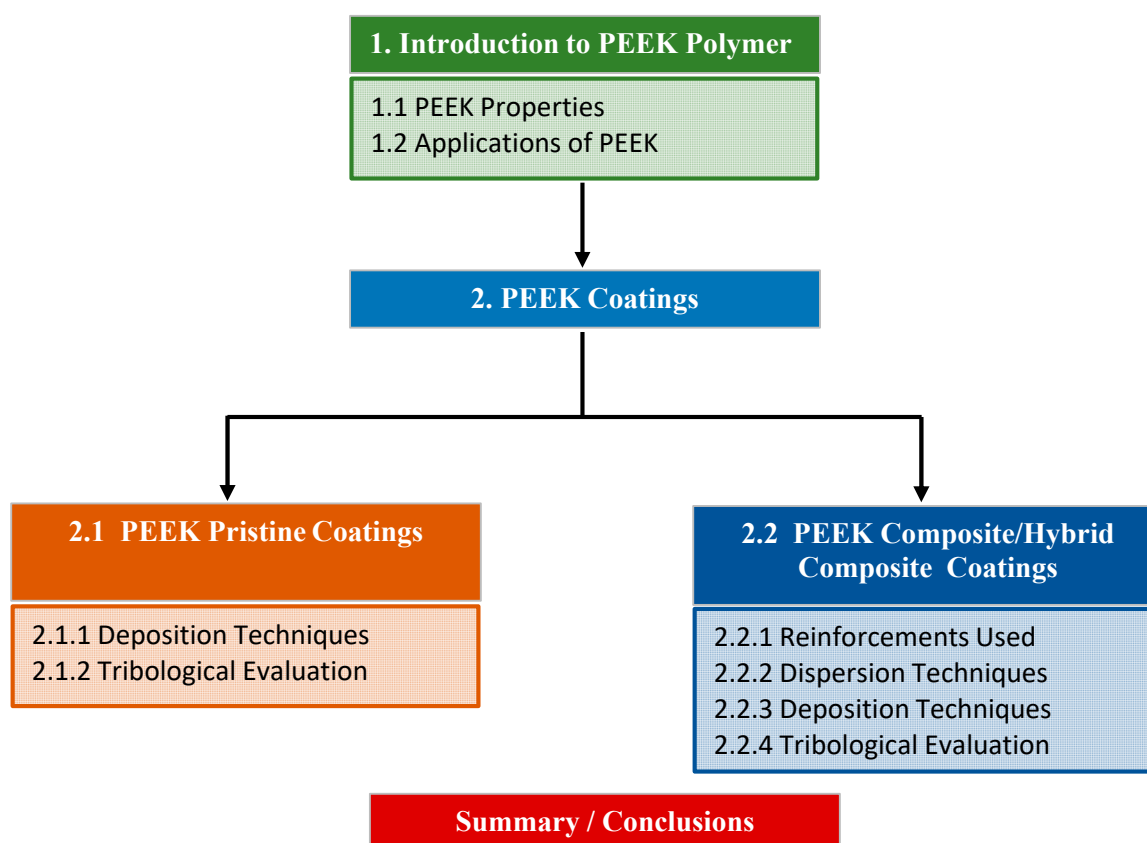 1. Introduction to PEEK Polymer
1.1 PEEK Properties
1.2 Applications of PEEK
2. PEEK Coatings
2.1 PEEK Pristine Coatings
2.1.1 Deposition Techniques
2.1.2 Tribological Evaluation
2.2 PEEK Composite/Hybrid
Composite Coatings
2.2.1 Reinforcements Used
2.2.2 Dispersion Techniques
2.2.3 Deposition Techniques
2.2.4 Tribological Evaluation
Summary / Conclusions